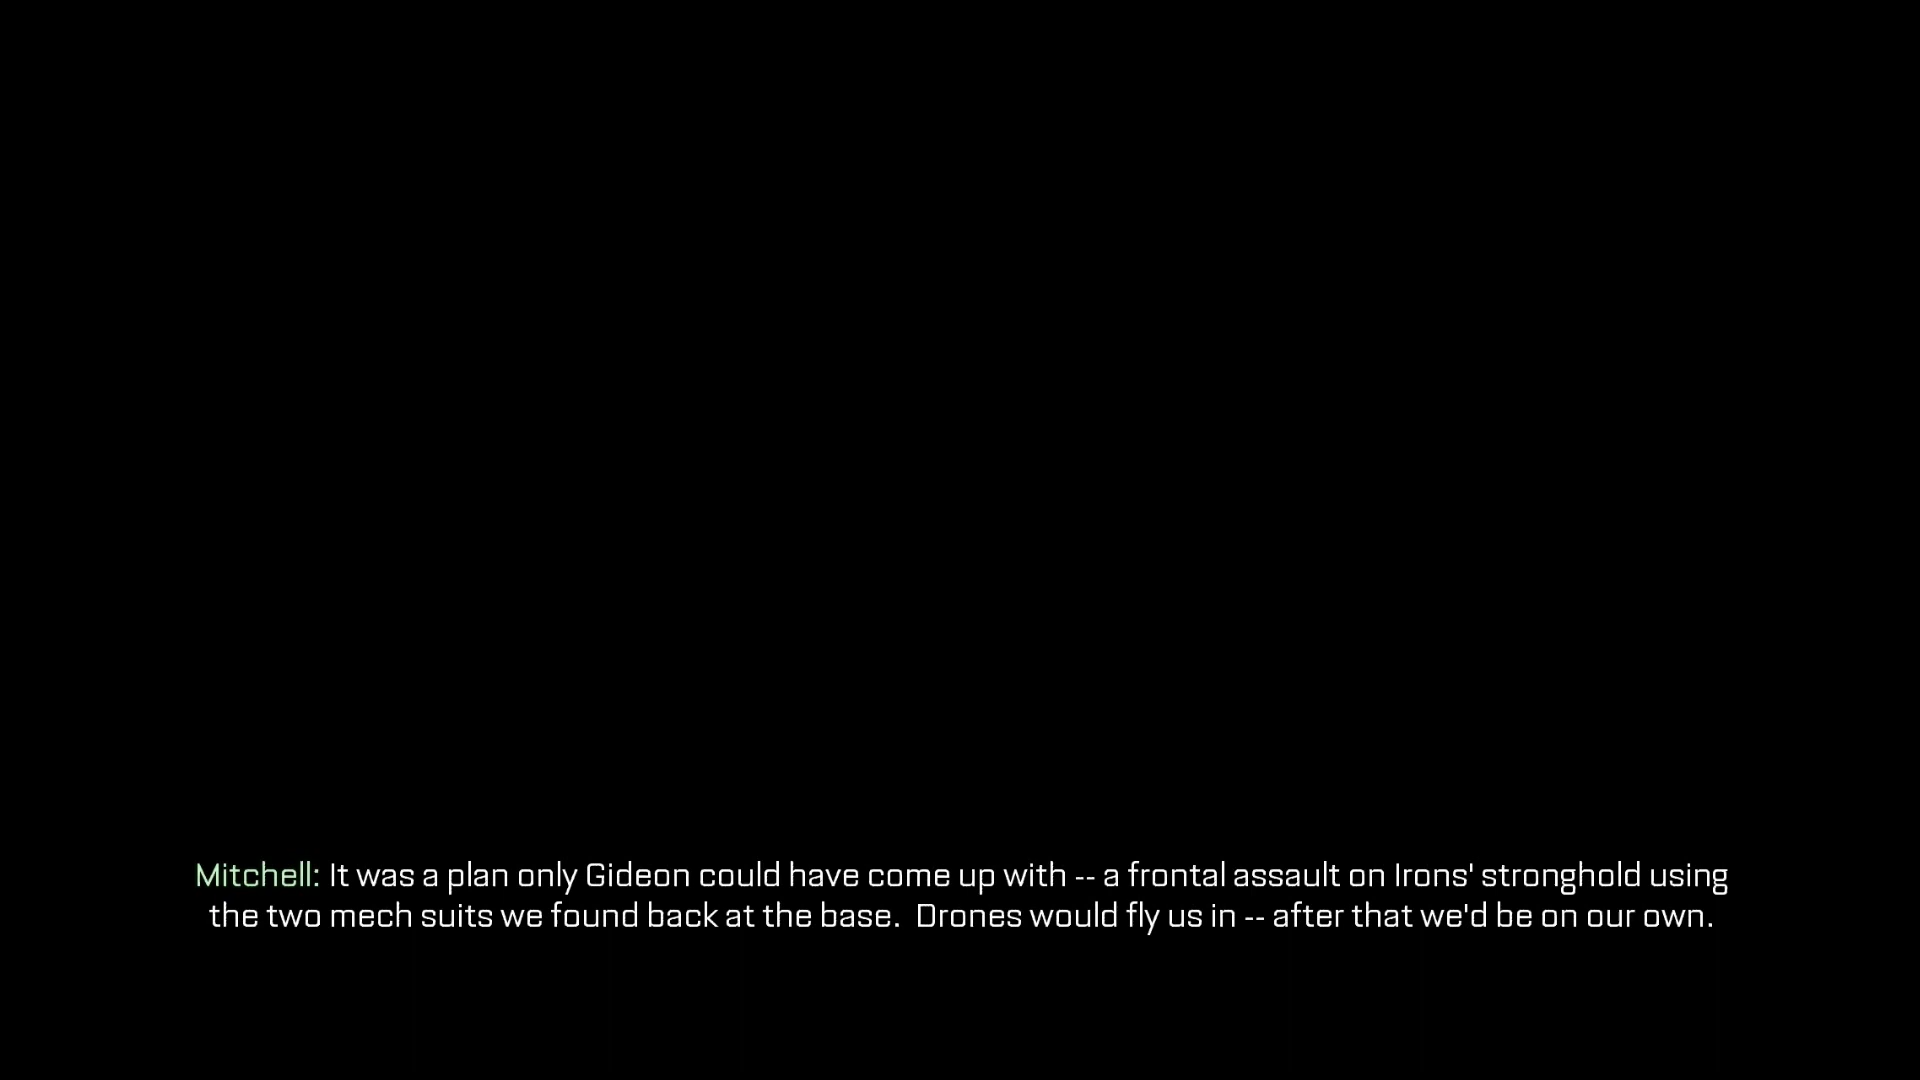 Mitchell: It was a plan only Gideon could have come up with -- a frontal assault on Irons' stronghold using
the two mech suits we found back at the base.  Drones would fly us in -- after that we'd be on our own.